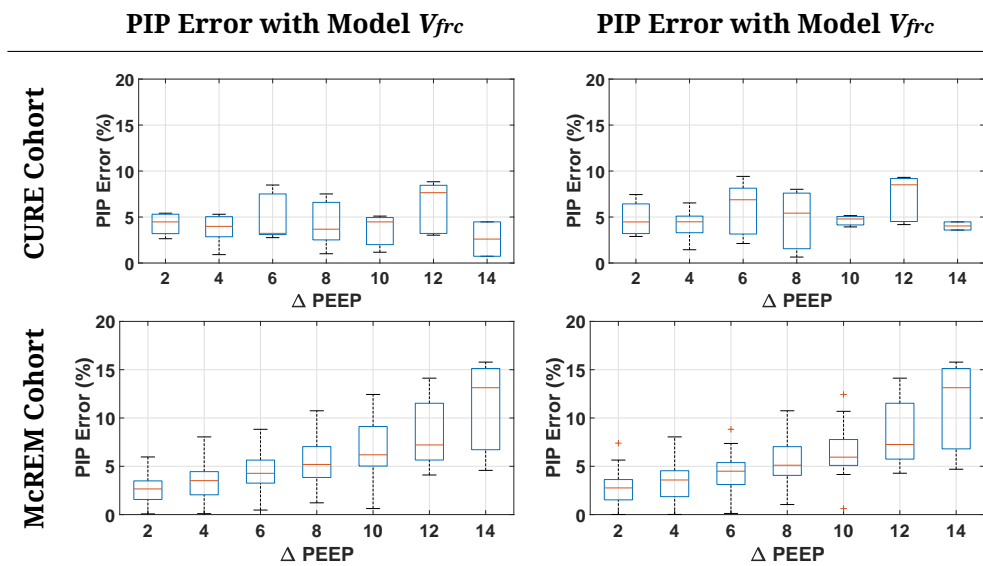 PIP Error with Model Vfrc PIP Error with Model Vfrc
CURE Cohort
PIP Error (%)
20
15
10
5
0
2 4 6 8 10 12 14
Δ PEEP
PIP Error (%)
20
15
10
5
0
2 4 6 8 10 12 14
Δ PEEP
McREM Cohort
PIP Error (%)
20
15
10
5
0
2 4 6 8 10 12 14
Δ PEEP
PIP Error (%)
20
15
10
5
0
2 4 6 8 10 12 14
Δ PEEP